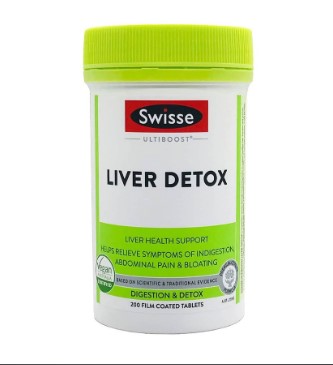 Swisse
ULTIBOOST
LIVER DETOX
LIVER HEALTH SUPPORT
HELPS RELIEVE SYMPTOMS OF INDIGESTION,
ABDOMINAL PAIN & BLOATING
Vegan
BASED ON SCIENTIFIC & TRADITIONAL EVIDENCE
DIGESTION & DETOX
200 FILM COATED TABLETS